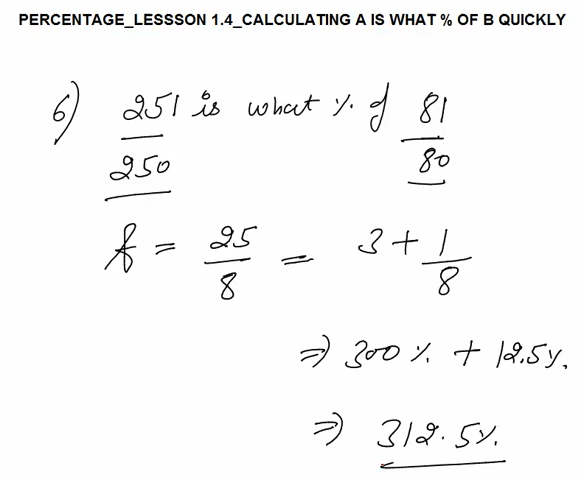 PERCENTAGE_LESSSON 1.4_CALCULATING A IS WHAT % OF B QUICKLY
6) 251 is what % of 81
250 80
f = 25/8 = 3 + 1/8
⇒ 300 % + 12.5 %.
⇒ 312.5 %.